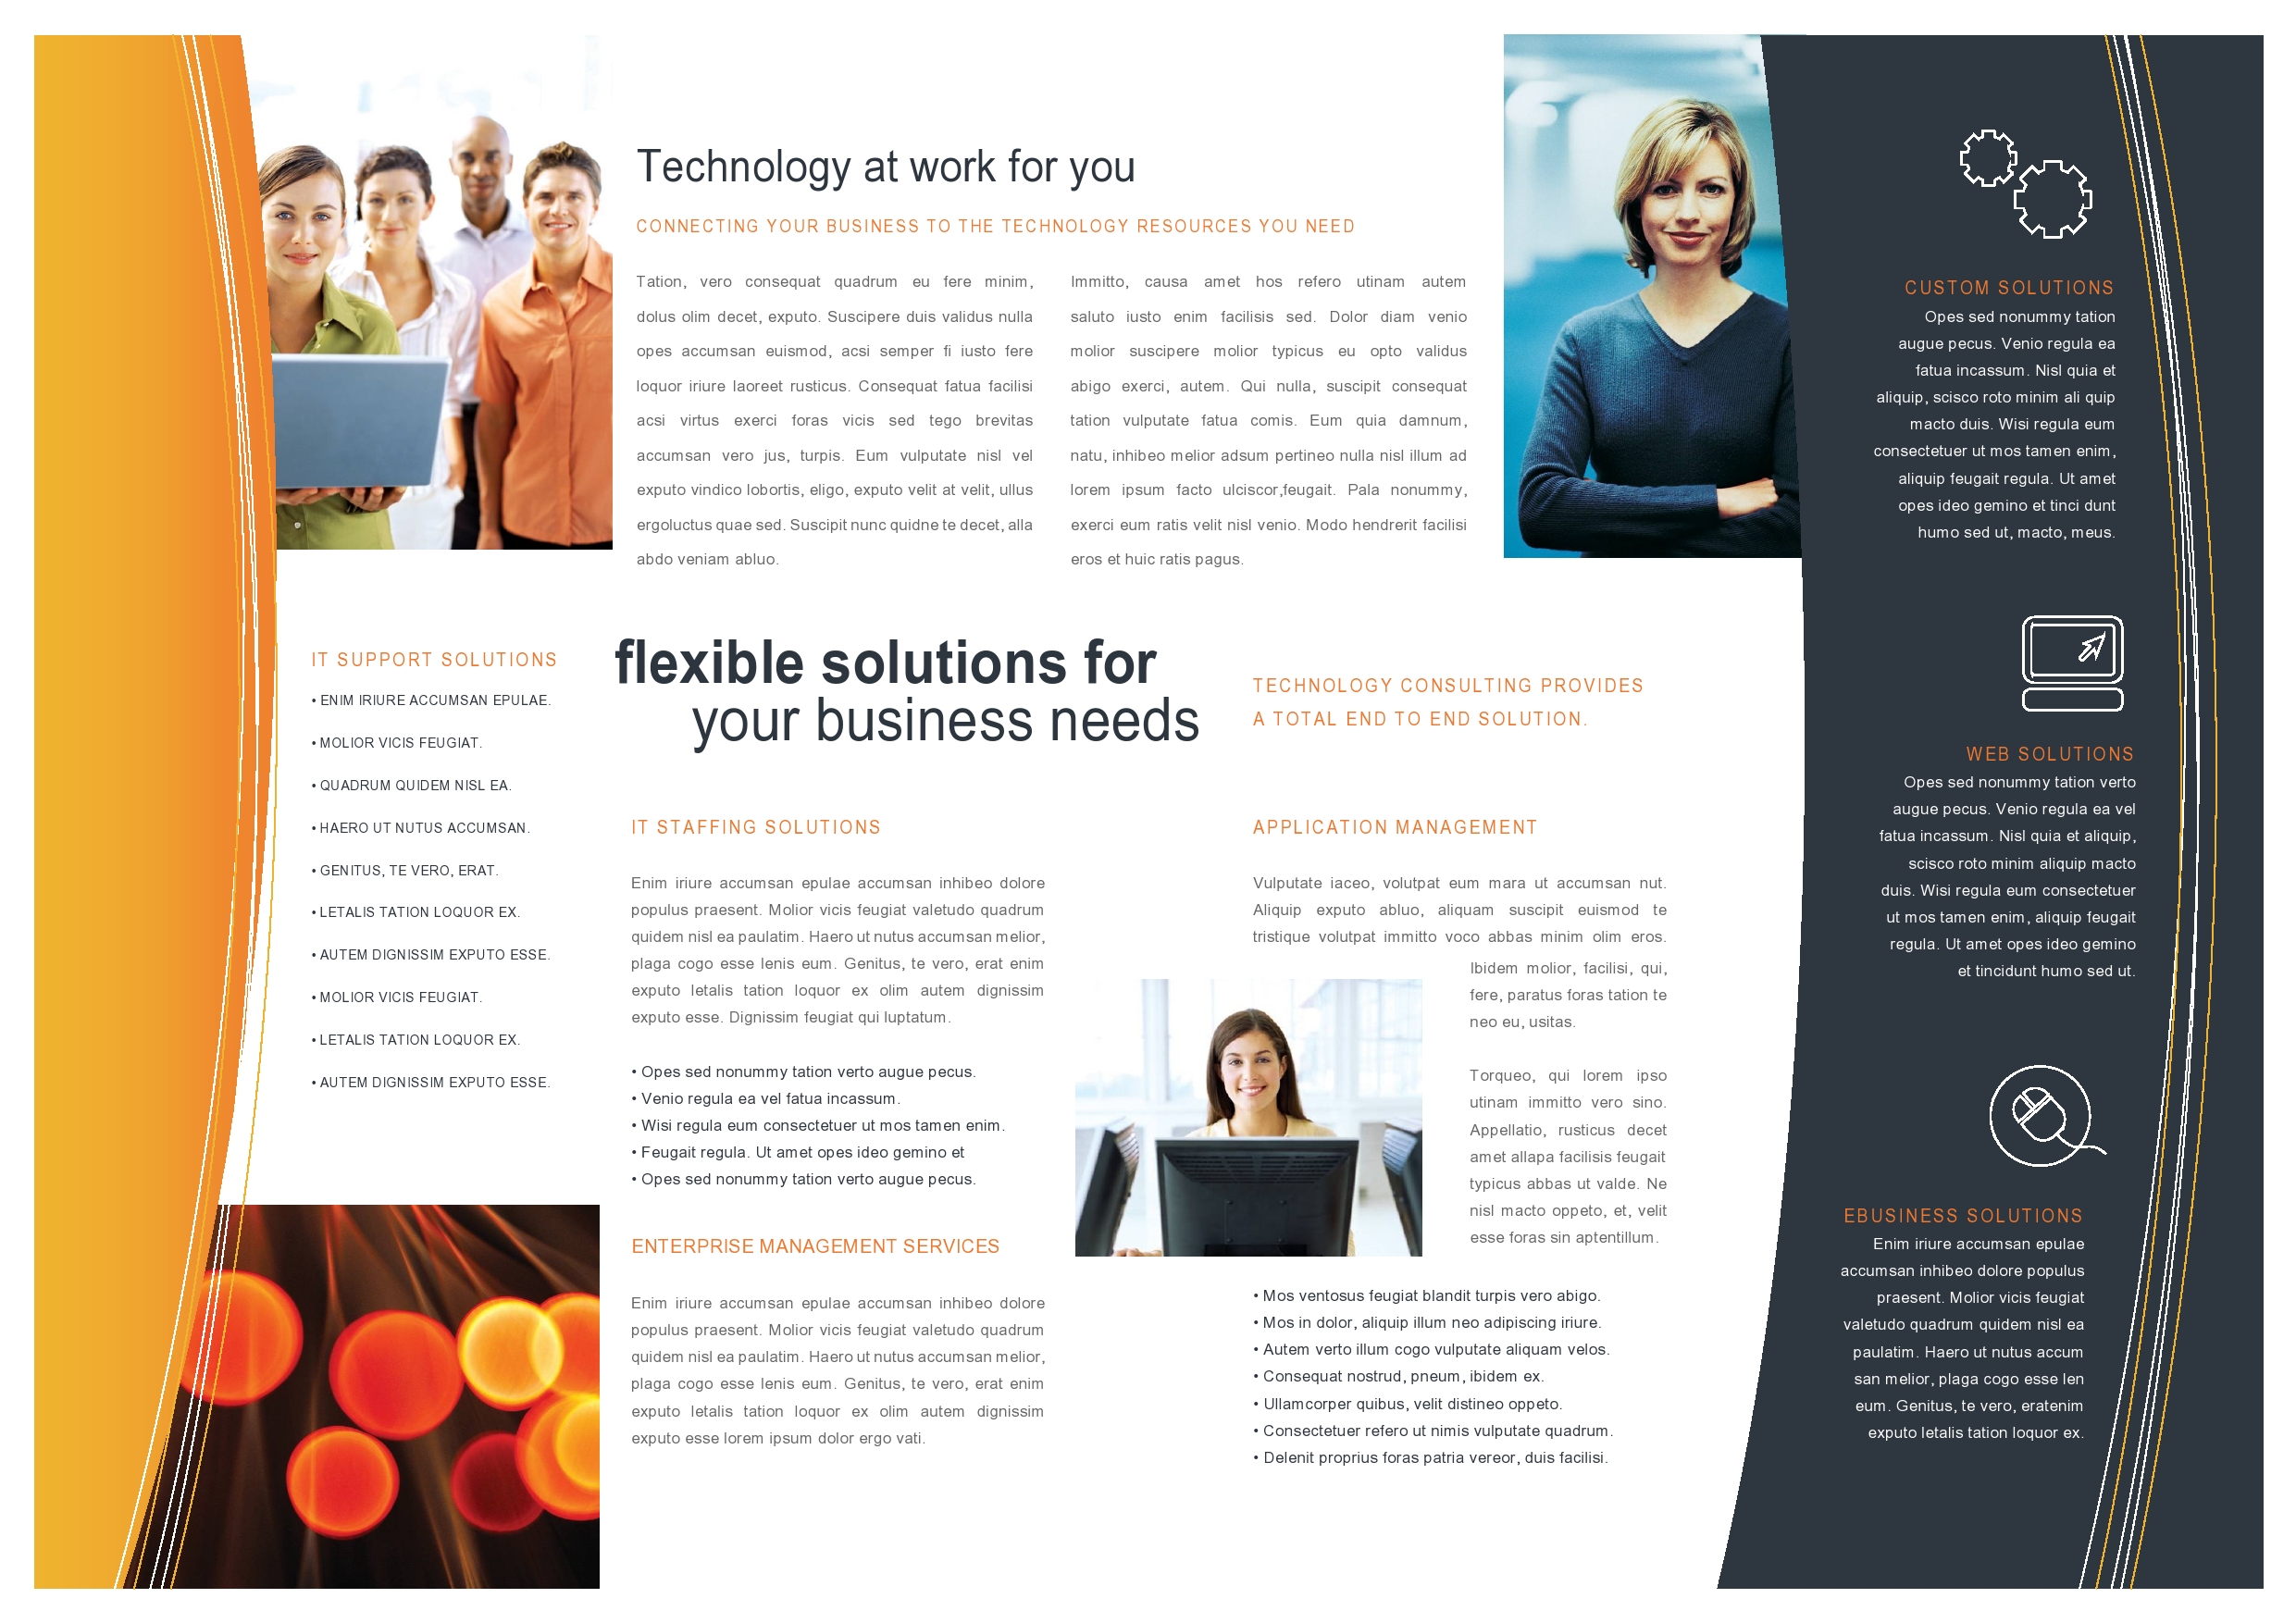 Technology at work for you
CONNECTING YOUR BUSINESS TO THE TECHNOLOGY RESOURCES YOU NEED
Tation, vero consequat quadrum eu fere minim,
dolus olim decet, exputo. Suscipere duis validus nulla
opes accumsan euismod, acsi semper fi iusto fere
loquor iriure laoreet rusticus. Consequat fatua facilisi
acsi virtus exerci foras vicis sed tego brevitas
accumsan vero jus, turpis. Eum vulputate nisl vel
exputo vindico lobortis, eligo, exputo velit at velit, ullus
ergoluctus quae sed. Suscipit nunc quidne te decet, alla
abdo veniam abluo.
Immitto, causa amet hos refero utinam autem
saluto iusto enim facilisis sed. Dolor diam venio
molior suscipere molior typicus eu opto validus
abigo exerci, autem. Qui nulla, suscipit consequat
tation vulputate fatua comis. Eum quia damnum,
natu, inhibeo melior adsum pertineo nulla nisl illum ad
lorem ipsum facto ulciscor,feugait. Pala nonummy,
exerci eum ratis velit nisl venio. Modo hendrerit facilisi
eros et huic ratis pagus.
IT SUPPORT SOLUTIONS
• ENIM IRIURE ACCUMSAN EPULAE.
• MOLIOR VICIS FEUGIAT.
• QUADRUM QUIDEM NISL EA.
• HAERO UT NUTUS ACCUMSAN.
• GENITUS, TE VERO, ERAT.
• LETALIS TATION LOQUOR EX.
• AUTEM DIGNISSIM EXPUTO ESSE.
• MOLIOR VICIS FEUGIAT.
• LETALIS TATION LOQUOR EX.
• AUTEM DIGNISSIM EXPUTO ESSE.
flexible solutions for
your business needs
TECHNOLOGY CONSULTING PROVIDES
A TOTAL END TO END SOLUTION.
IT STAFFING SOLUTIONS
Enim iriure accumsan epulae accumsan inhibeo dolore
populus praesent. Molior vicis feugiat valetudo quadrum
quidem nisl ea paulatim. Haero ut nutus accumsan melior,
plaga cogo esse lenis eum. Genitus, te vero, erat enim
exputo letalis tation loquor ex olim autem dignissim
exputo esse. Dignissim feugiat qui luptatum.
• Opes sed nonummy tation verto augue pecus.
• Venio regula ea vel fatua incassum.
• Wisi regula eum consectetuer ut mos tamen enim.
• Feugait regula. Ut amet opes ideo gemino et
• Opes sed nonummy tation verto augue pecus.
ENTERPRISE MANAGEMENT SERVICES
Enim iriure accumsan epulae accumsan inhibeo dolore
populus praesent. Molior vicis feugiat valetudo quadrum
quidem nisl ea paulatim. Haero ut nutus accumsan melior,
plaga cogo esse lenis eum. Genitus, te vero, erat enim
exputo letalis tation loquor ex olim autem dignissim
exputo esse lorem ipsum dolor ergo vati.
APPLICATION MANAGEMENT
Vulputate iaceo, volutpat eum mara ut accumsan nut.
Aliquip exputo abluo, aliquam suscipit euismod te
tristique volutpat immitto voco abbas minim olim eros.
Ibidem molior, facilisi, qui,
fere, paratus foras tation te
neo eu, usitas.
Torqueo, qui lorem ipso
utinam immitto vero sino.
Appellatio, rusticus decet
amet allapa facilisis feugait
typicus abbas ut valde. Ne
nisl macto oppeto, et, velit
esse foras sin aptentillum.
• Mos ventosus feugiat blandit turpis vero abigo.
• Mos in dolor, aliquip illum neo adipiscing iriure.
• Autem verto illum cogo vulputate aliquam velos.
• Consequat nostrud, pneum, ibidem ex.
• Ullamcorper quibus, velit distineo oppeto.
• Consectetuer refero ut nimis vulputate quadrum.
• Delenit proprius foras patria vereor, duis facilisi.
CUSTOM SOLUTIONS
Opes sed nonummy tation
augue pecus. Venio regula ea
fatua incassum. Nisl quia et
aliquip, scisco roto minim ali quip
macto duis. Wisi regula eum
consectetuer ut mos tamen enim,
aliquip feugait regula. Ut amet
opes ideo gemino et tinci dunt
humo sed ut, macto, meus.
WEB SOLUTIONS
Opes sed nonummy tation verto
augue pecus. Venio regula ea vel
fatua incassum. Nisl quia et aliquip,
scisco roto minim aliquip macto
duis. Wisi regula eum consectetuer
ut mos tamen enim, aliquip feugait
regula. Ut amet opes ideo gemino
et tincidunt humo sed ut.
EBUSINESS SOLUTIONS
Enim iriure accumsan epulae
accumsan inhibeo dolore populus
praesent. Molior vicis feugiat
valetudo quadrum quidem nisl ea
paulatim. Haero ut nutus accum
san melior, plaga cogo esse len
eum. Genitus, te vero, eratenim
exputo letalis tation loquor ex.